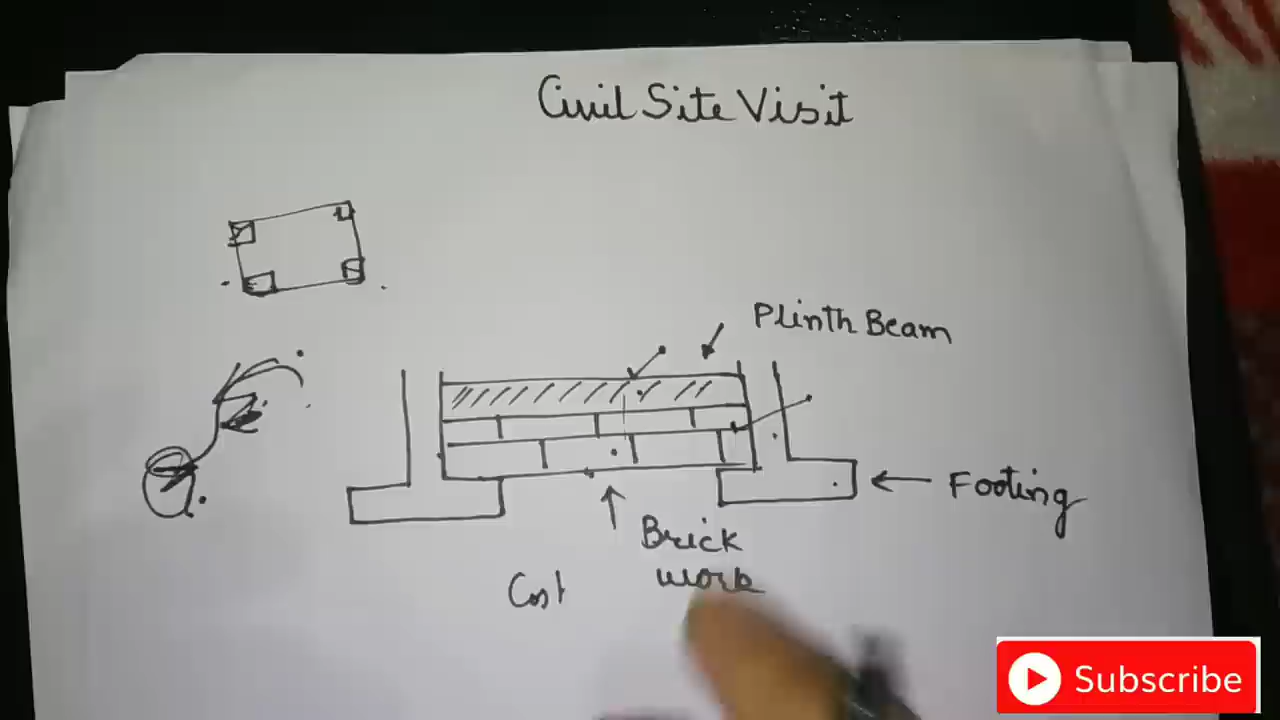 Civil Site Visit
Plinth Beam
Footing
Brick
work
Cost
Subscribe